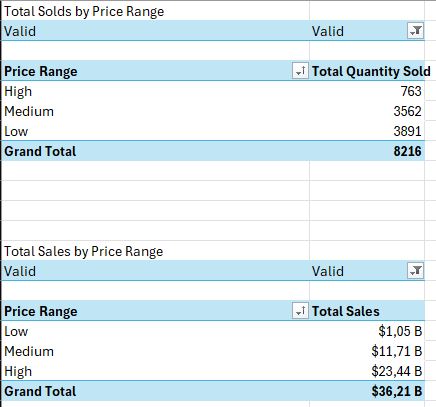 Total Solds by Price Range
Valid Valid
Price Range Total Quantity Sold
High 763
Medium 3562
Low 3891
Grand Total 8216
Total Sales by Price Range
Valid Valid
Price Range Total Sales
Low $1,05 B
Medium $11,71 B
High $23,44 B
Grand Total $36,21 B